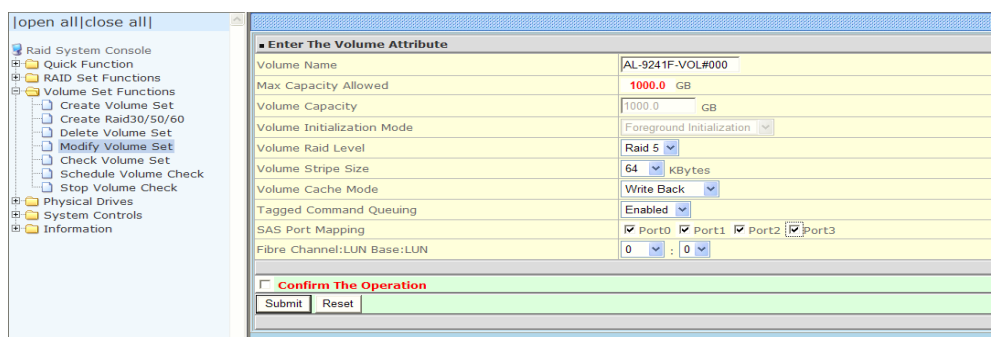 |open all|close all|
Raid System Console
Quick Function
RAID Set Functions
Volume Set Functions
Create Volume Set
Create Raid30/50/60
Delete Volume Set
Modify Volume Set
Check Volume Set
Schedule Volume Check
Stop Volume Check
Physical Drives
System Controls
Information
Enter The Volume Attribute
Volume Name AL-9241F-VOL#000
Max Capacity Allowed 1000.0 GB
Volume Capacity 1000.0 GB
Volume Initialization Mode Foreground Initialization
Volume Raid Level Raid 5
Volume Stripe Size 64 KBytes
Volume Cache Mode Write Back
Tagged Command Queuing Enabled
SAS Port Mapping Port0 Port1 Port2 Port3
Fibre Channel:LUN Base:LUN 0 : 0
Confirm The Operation
Submit Reset